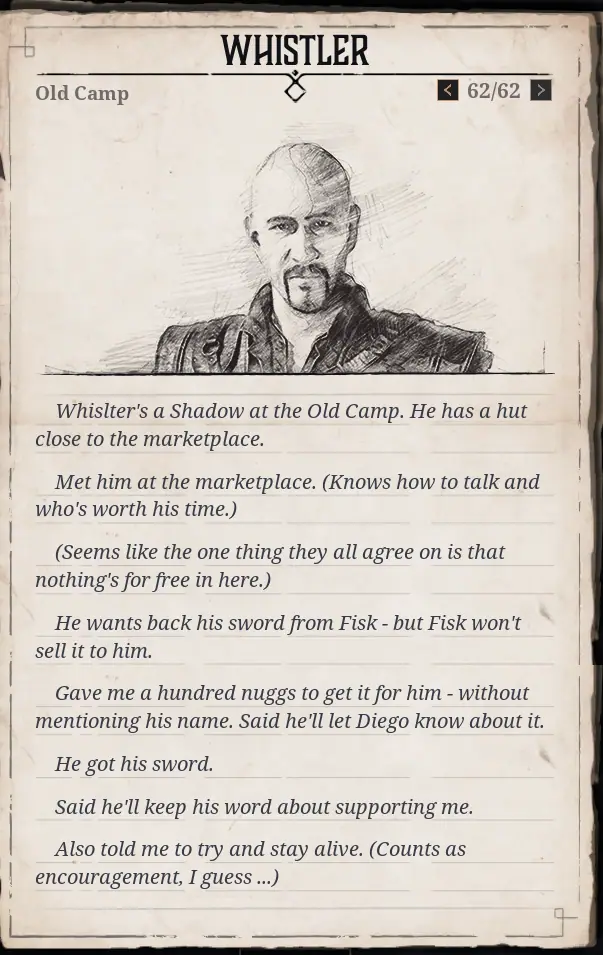 WHISTLER
Old Camp
62/62
Whislter's a Shadow at the Old Camp. He has a hut
close to the marketplace.
Met him at the marketplace. (Knows how to talk and
who's worth his time.)
(Seems like the one thing they all agree on is that
nothing's for free in here.)
He wants back his sword from Fisk - but Fisk won't
sell it to him.
Gave me a hundred nuggs to get it for him - without
mentioning his name. Said he'll let Diego know about it.
He got his sword.
Said he'll keep his word about supporting me.
Also told me to try and stay alive. (Counts as
encouragement, I guess ...)